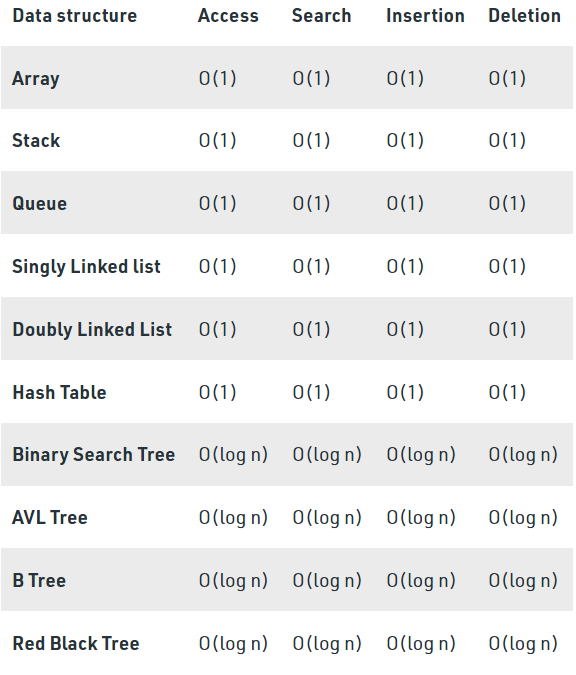 Data structure Access Search Insertion Deletion
Array O(1) O(1) O(1) O(1)
Stack O(1) O(1) O(1) O(1)
Queue O(1) O(1) O(1) O(1)
Singly Linked list O(1) O(1) O(1) O(1)
Doubly Linked List O(1) O(1) O(1) O(1)
Hash Table O(1) O(1) O(1) O(1)
Binary Search Tree O(log n) O(log n) O(log n) O(log n)
AVL Tree O(log n) O(log n) O(log n) O(log n)
B Tree O(log n) O(log n) O(log n) O(log n)
Red Black Tree O(log n) O(log n) O(log n) O(log n)